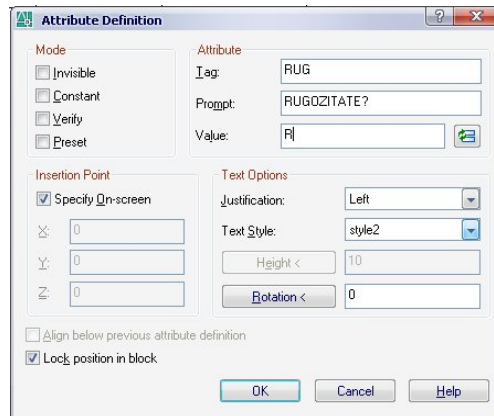 Attribute Definition
Mode
Invisible
Constant
Verify
Preset
Attribute
Tag: RUG
Prompt: RUGOZITATE?
Value: R
Insertion Point
Specify On-screen
X: 0
Y: 0
Z: 0
Text Options
Justification: Left
Text Style: style2
Height < 10
Rotation < 0
Align below previous attribute definition
Lock position in block
OK Cancel Help